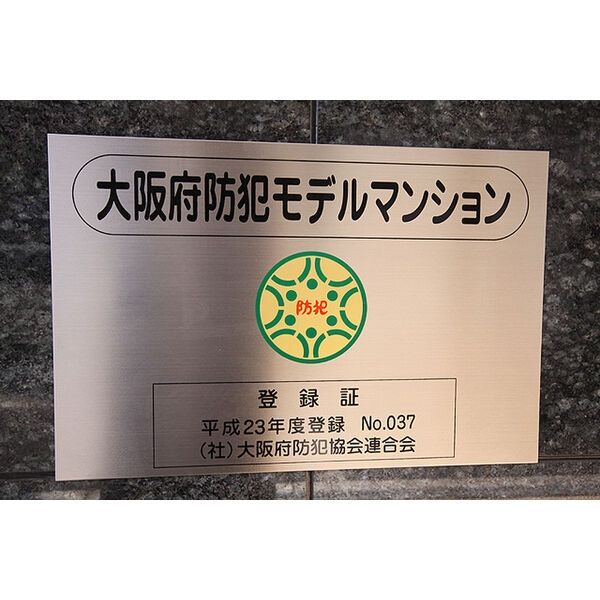 大阪府防犯モデルマンション
防犯
登録証
平成23年度登録 No.037
(社)大阪府防犯協会連合会